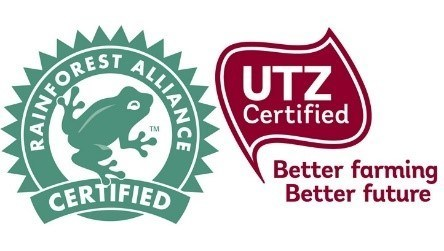 RAINFOREST ALLIANCE
TM
CERTIFIED
UTZ
Certified
Better farming
Better future